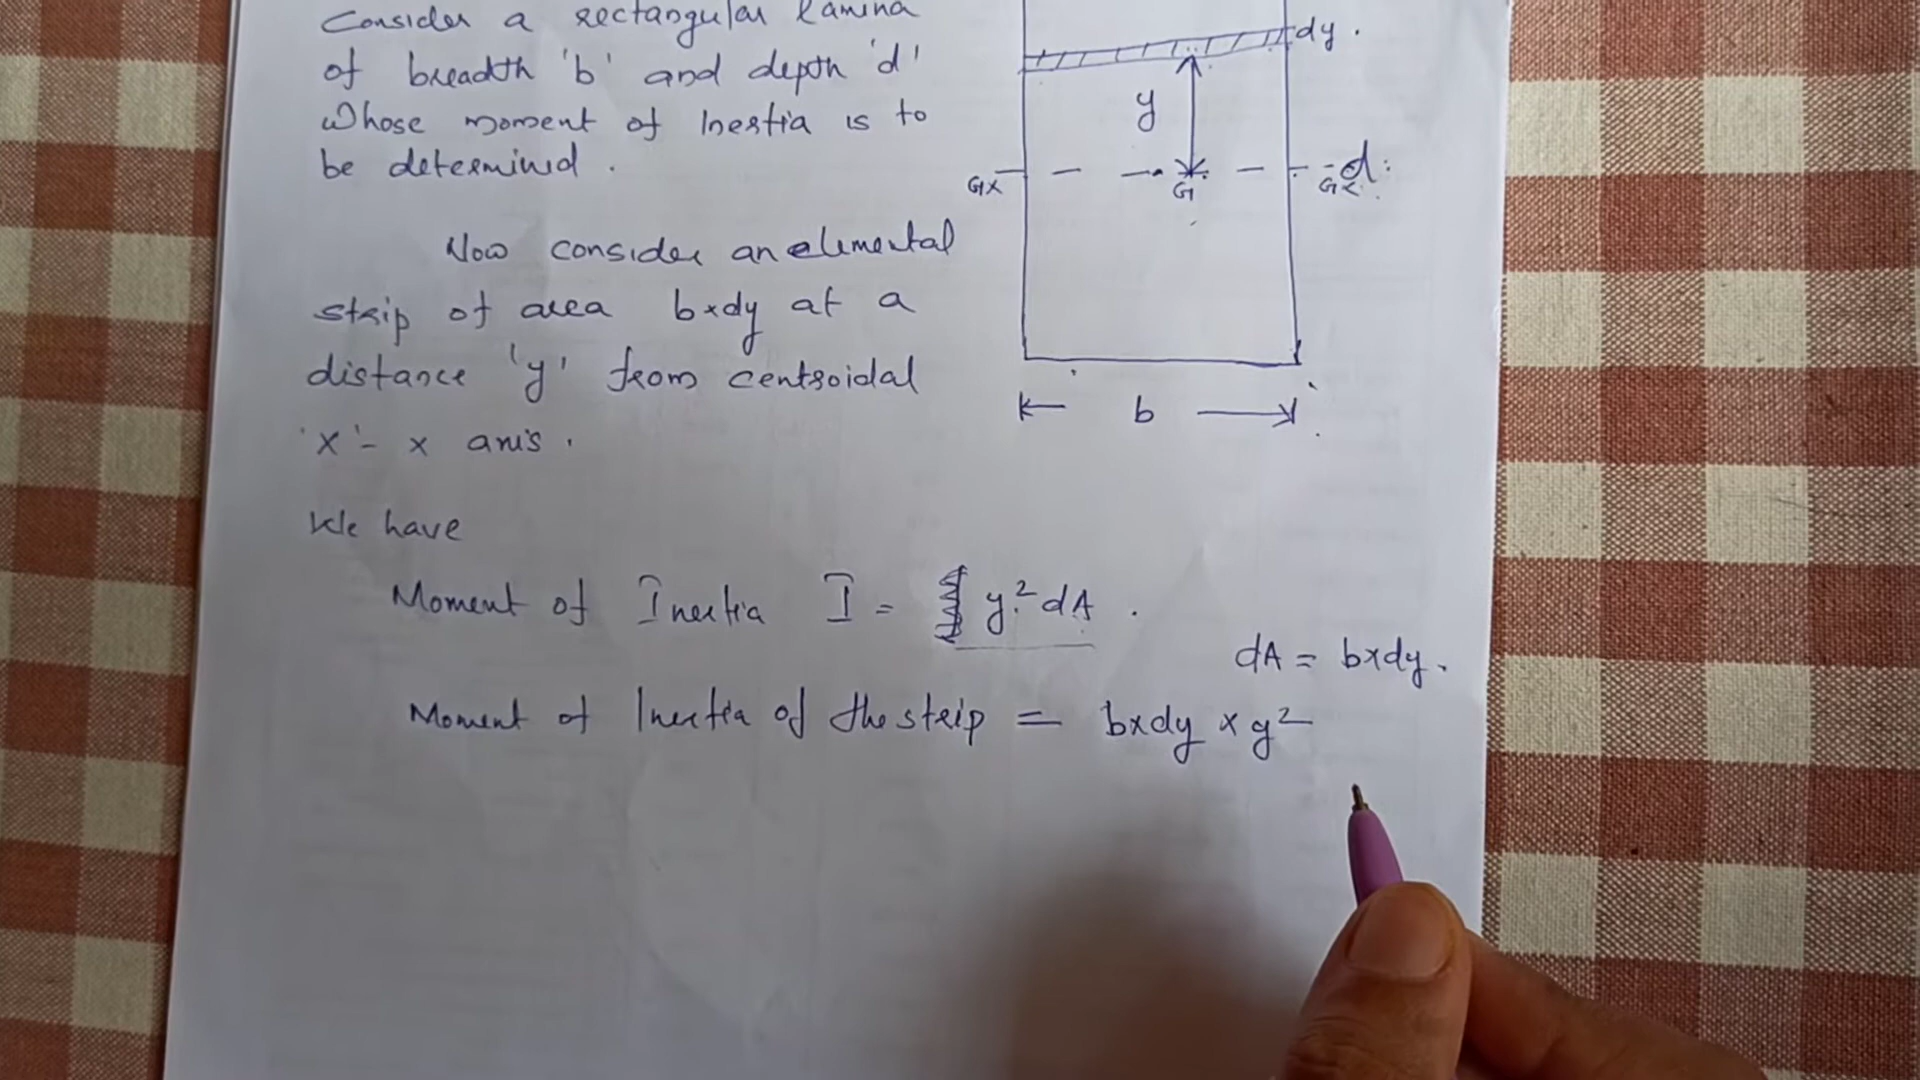 Consider a rectangular lamina
of breadth 'b' and depth 'd'
whose moment of Inertia is to
be determined .
Now consider an elemental
strip of area b×dy at a
distance 'y' from centroidal
'x'- x axis .
We have
Moment of Inertia I = ∫ y² dA .
dA = b×dy .
Moment of Inertia of the strip = b×dy × y²
dy .
y
Gx
G
d
b